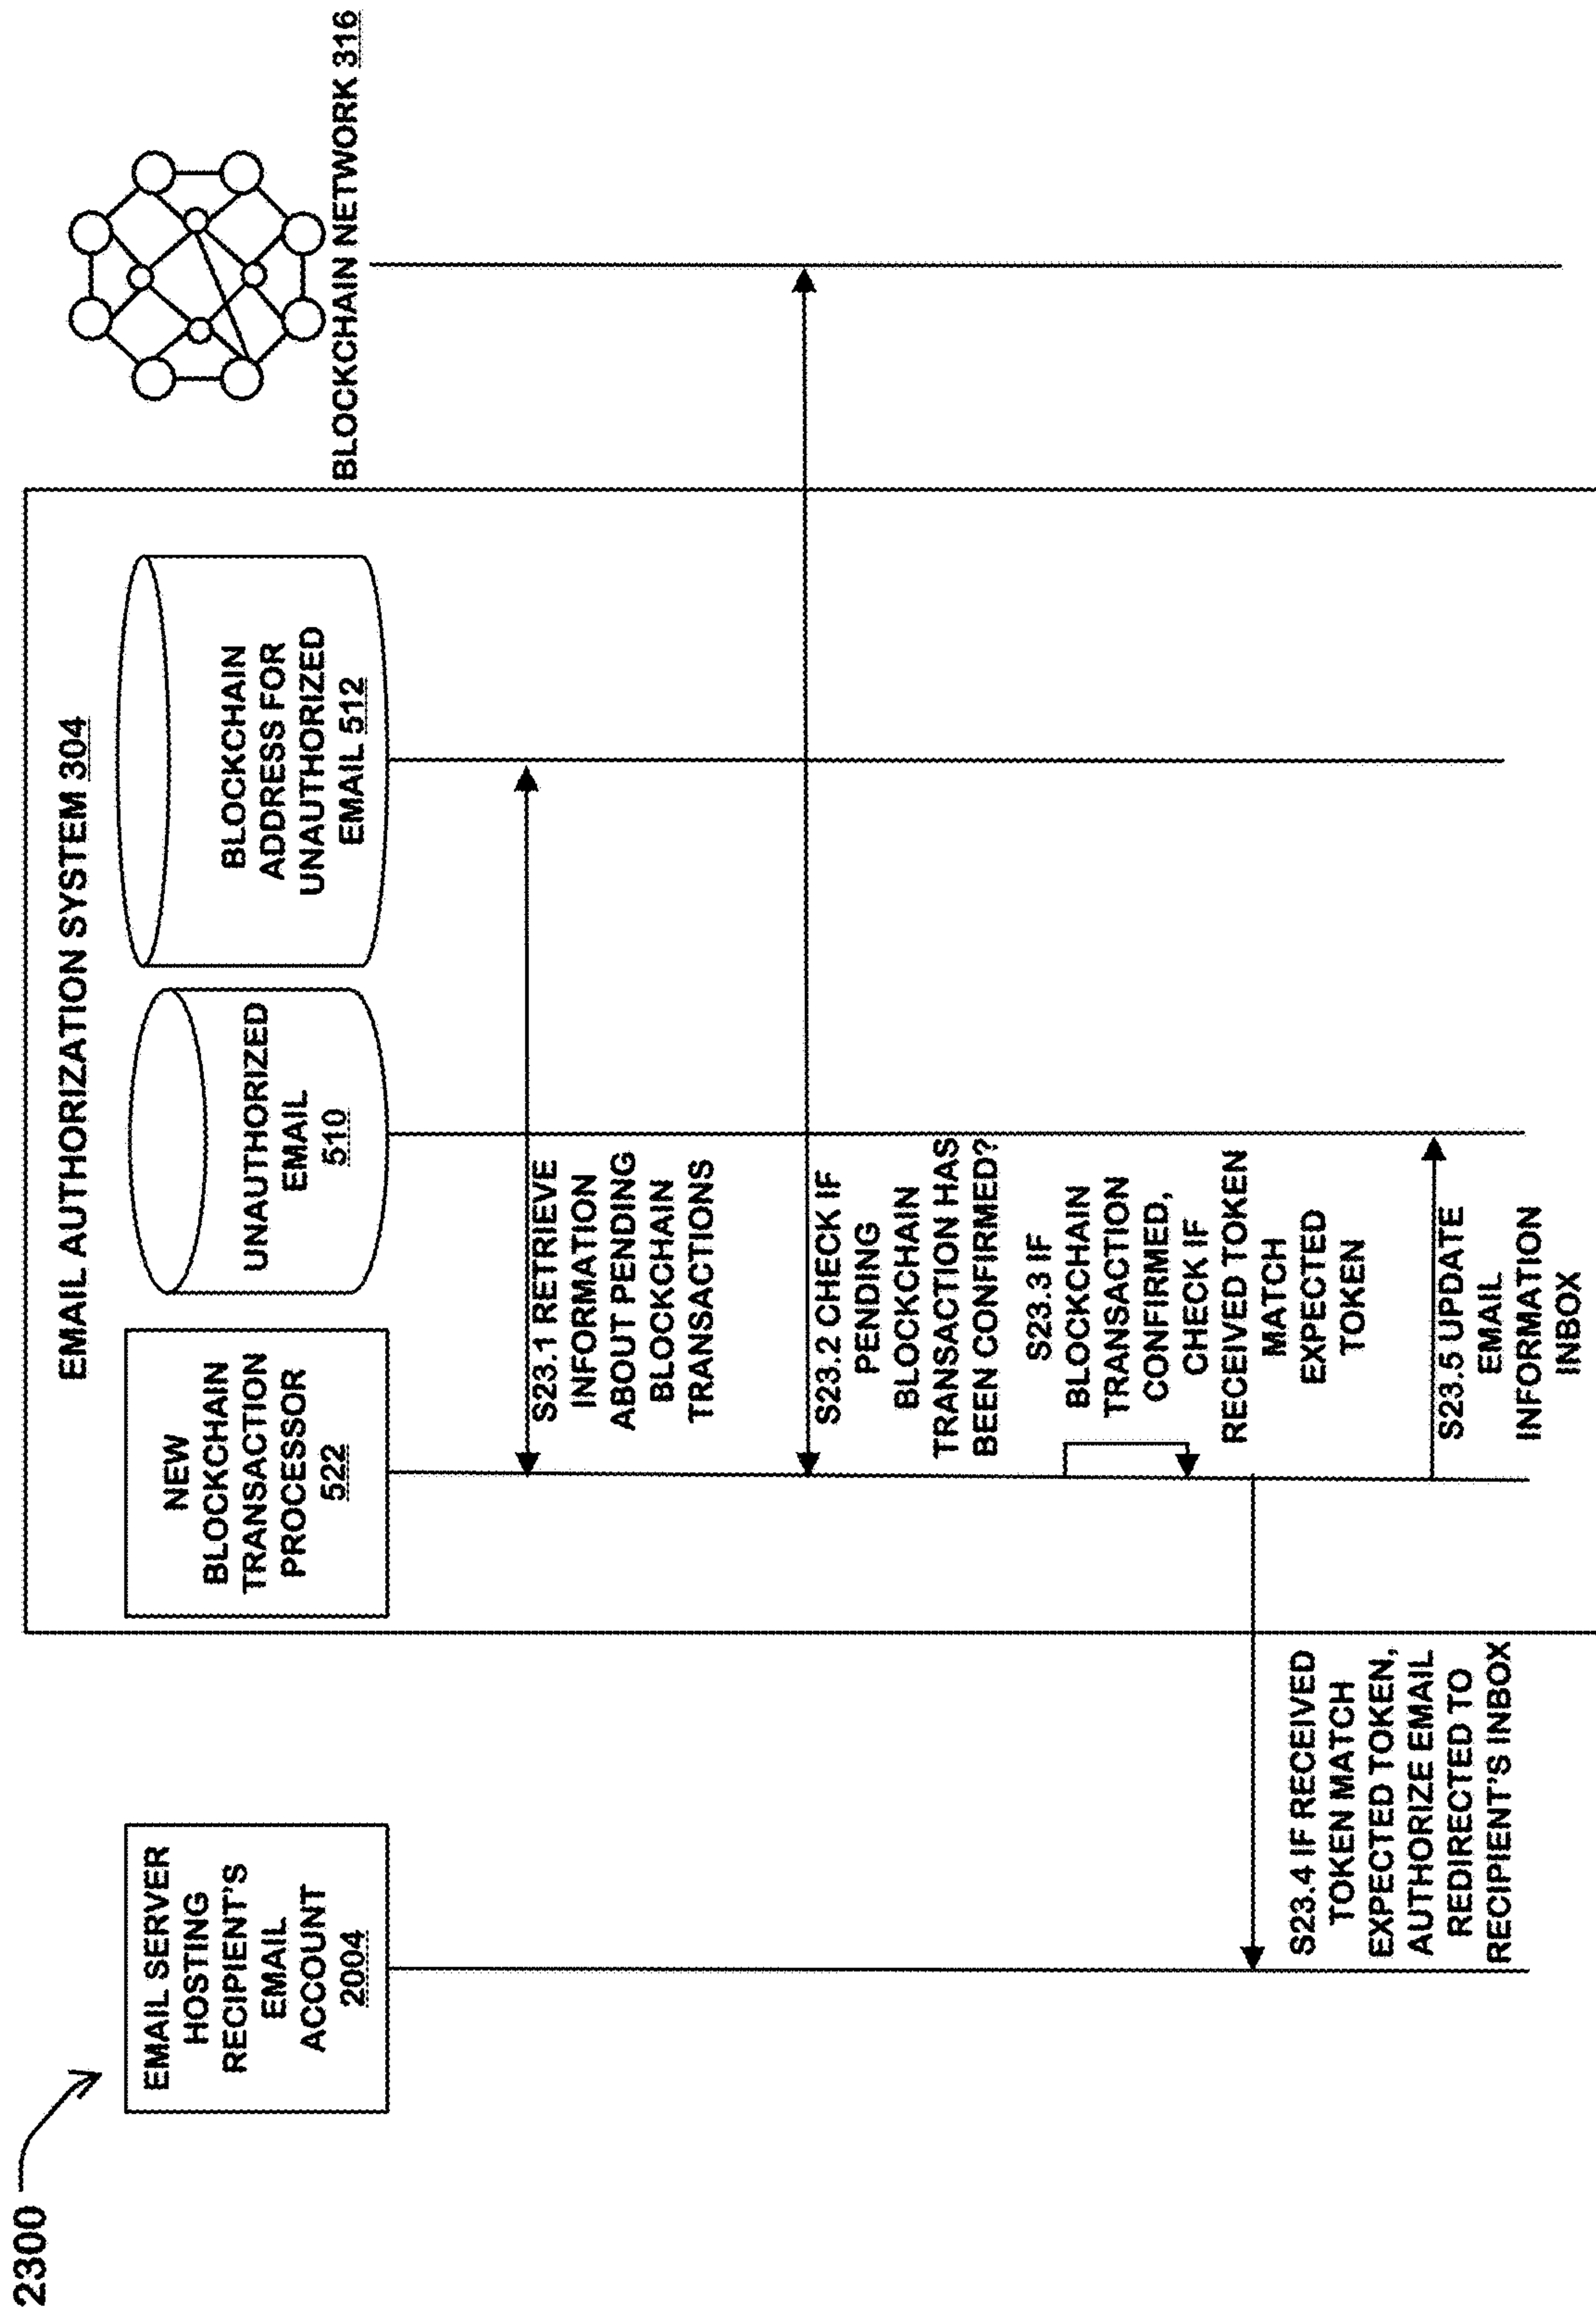 2300
EMAIL AUTHORIZATION SYSTEM 304
EMAIL SERVER
HOSTING
RECIPIENT'S
EMAIL
ACCOUNT
2004
NEW
BLOCKCHAIN
TRANSACTION
PROCESSOR
522
UNAUTHORIZED
EMAIL
510
BLOCKCHAIN
ADDRESS FOR
UNAUTHORIZED
EMAIL 512
BLOCKCHAIN NETWORK 316
S23.1 RETRIEVE
INFORMATION
ABOUT PENDING
BLOCKCHAIN
TRANSACTIONS
S23.2 CHECK IF
PENDING
BLOCKCHAIN
TRANSACTION HAS
BEEN CONFIRMED?
S23.3 IF
BLOCKCHAIN
TRANSACTION
CONFIRMED,
CHECK IF
RECEIVED TOKEN
MATCH
EXPECTED
TOKEN
S23.4 IF RECEIVED
TOKEN MATCH
EXPECTED TOKEN,
AUTHORIZE EMAIL
REDIRECTED TO
RECIPIENT'S INBOX
S23.5 UPDATE
EMAIL
INFORMATION
INBOX